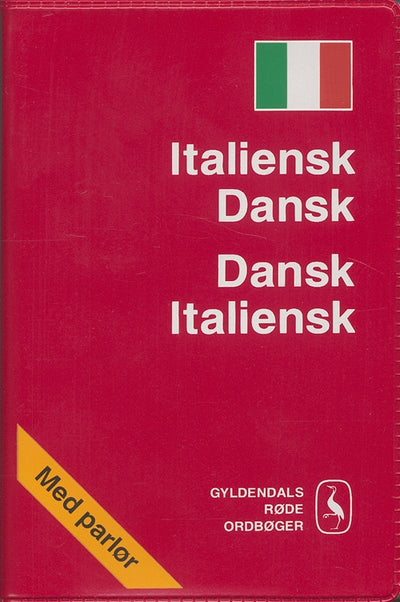 Italiensk
Dansk
Dansk
Italiensk
Med parlør
GYLDENDALS
RØDE
ORDBØGER